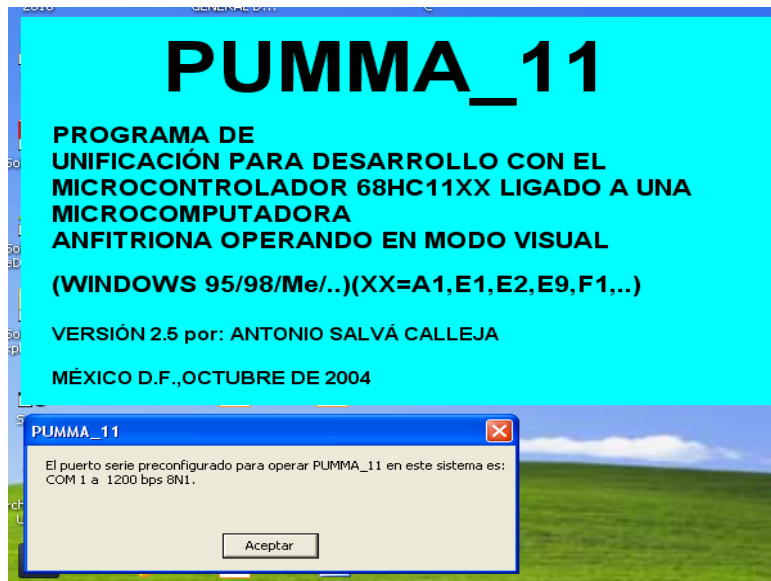 2010
PUMMA_11
PROGRAMA DE
UNIFICACIÓN PARA DESARROLLO CON EL
MICROCONTROLADOR 68HC11XX LIGADO A UNA
MICROCOMPUTADORA
ANFITRIONA OPERANDO EN MODO VISUAL
(WINDOWS 95/98/Me/..)(XX=A1,E1,E2,E9,F1,..)
VERSIÓN 2.5 por: ANTONIO SALVÁ CALLEJA
MÉXICO D.F.,OCTUBRE DE 2004
PUMMA_11
El puerto serie preconfigurado para operar PUMMA_11 en este sistema es:
COM 1 a 1200 bps 8N1.
Aceptar